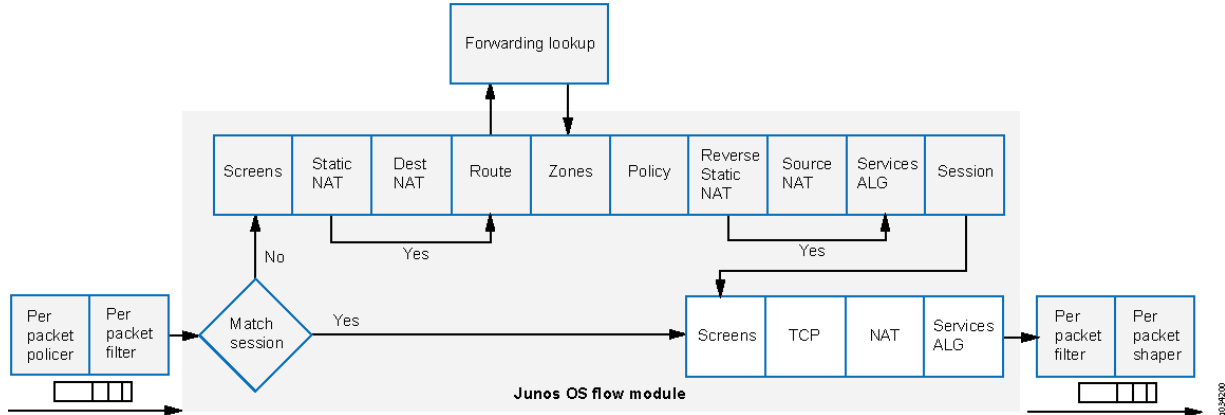 Forwarding lookup
Screens
Static
NAT
Dest
NAT
Route
Zones
Policy
Reverse
Static
NAT
Source
NAT
Services
ALG
Session
Yes
Yes
No
Per
packet
policer
Per
packet
filter
Match
session
Yes
Screens
TCP
NAT
Services
ALG
Per
packet
filter
Per
packet
shaper
Junos OS flow module